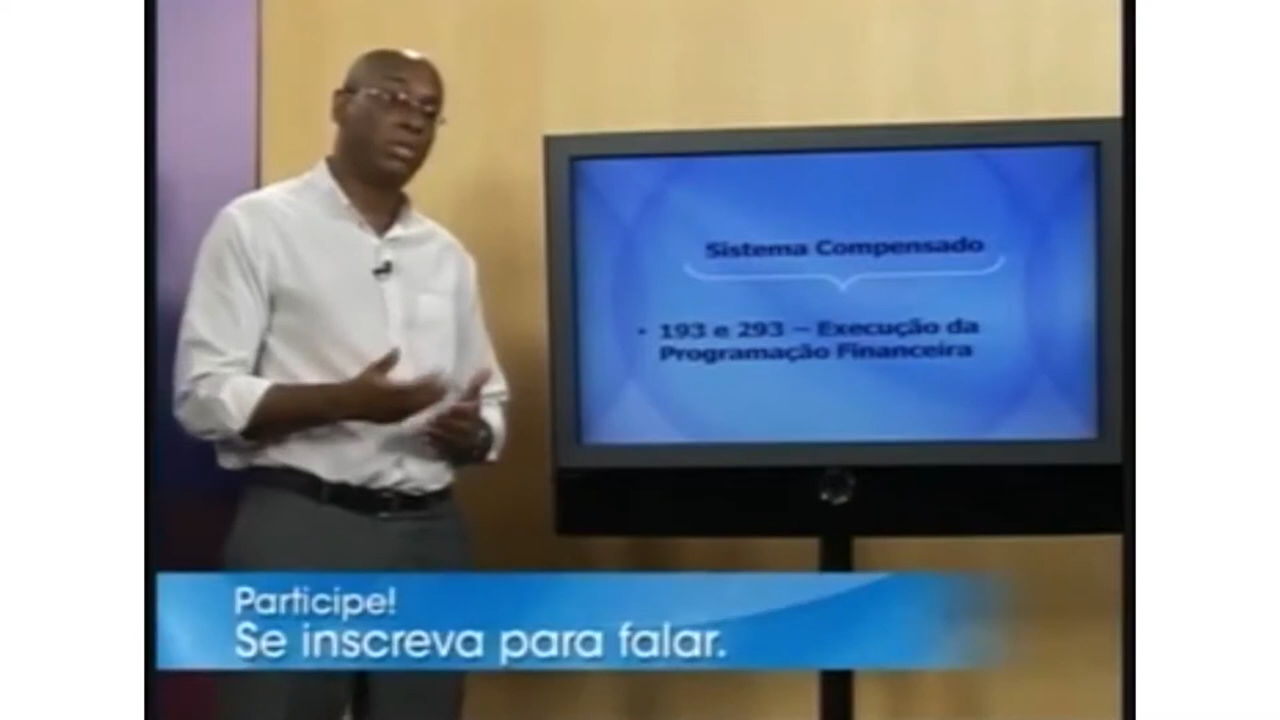 Sistema Compensado
• 193 e 293 – Execução da
Programação Financeira
Participe!
Se inscreva para falar.